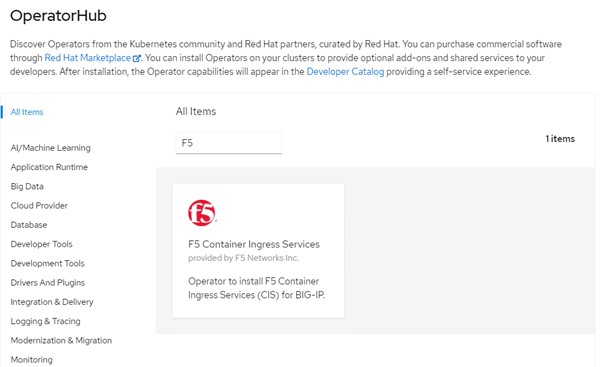 OperatorHub
Discover Operators from the Kubernetes community and Red Hat partners, curated by Red Hat. You can purchase commercial software
through Red Hat Marketplace. You can install Operators on your clusters to provide optional add-ons and shared services to your
developers. After installation, the Operator capabilities will appear in the Developer Catalog providing a self-service experience.
All Items
AI/Machine Learning
Application Runtime
Big Data
Cloud Provider
Database
Developer Tools
Development Tools
Drivers And Plugins
Integration & Delivery
Logging & Tracing
Modernization & Migration
Monitoring
All Items
F5
1 items
f5
F5 Container Ingress Services
provided by F5 Networks Inc.
Operator to install F5 Container
Ingress Services (CIS) for BIG-IP.